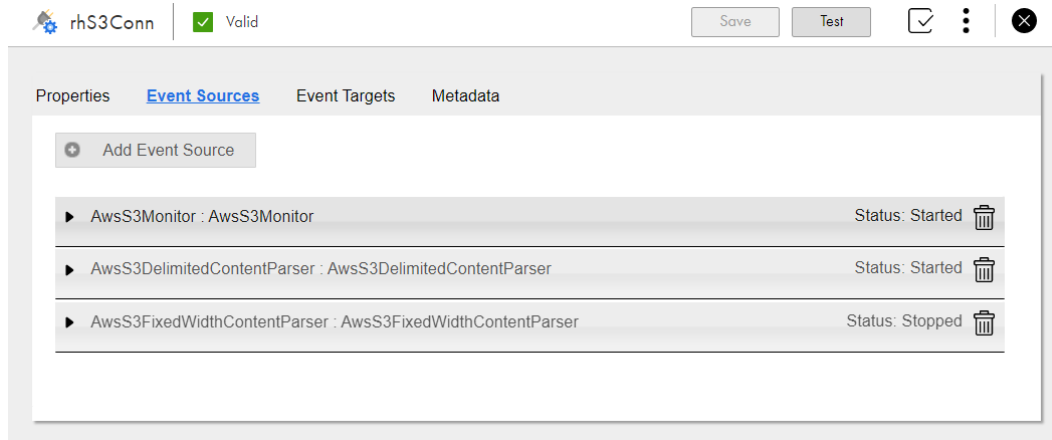 rhS3Conn Valid Save Test
Properties Event Sources Event Targets Metadata
Add Event Source
AwsS3Monitor : AwsS3Monitor Status: Started
AwsS3DelimitedContentParser : AwsS3DelimitedContentParser Status: Started
AwsS3FixedWidthContentParser : AwsS3FixedWidthContentParser Status: Stopped